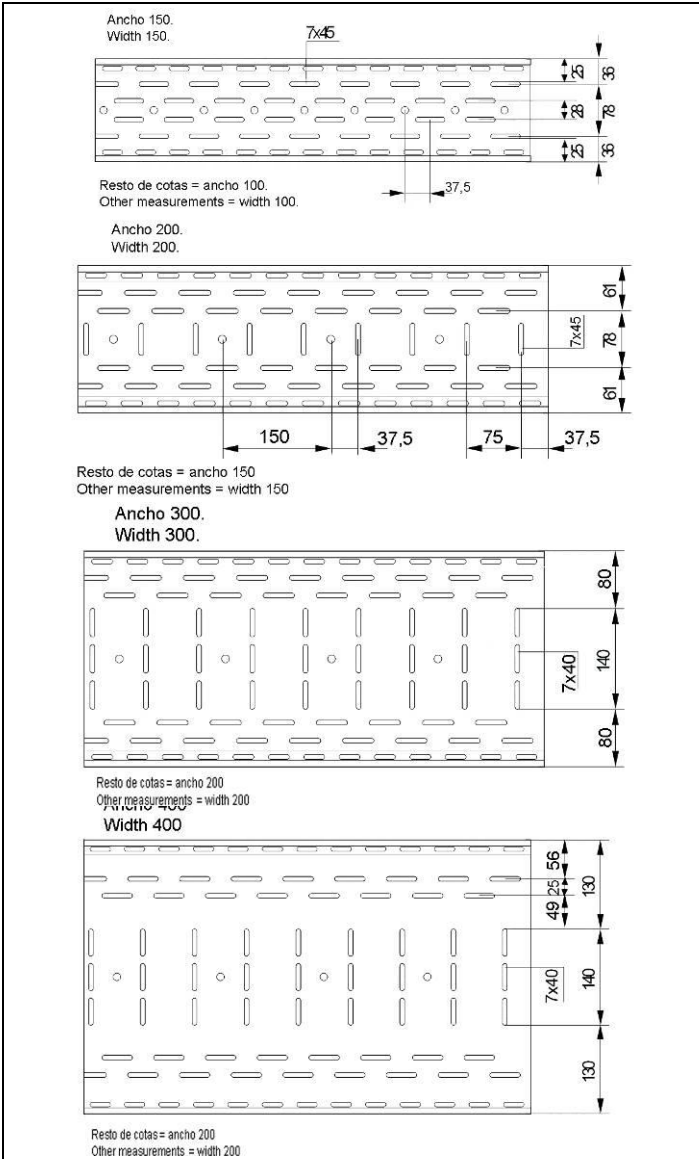 Ancho 150.
Width 150.
7x45
25
36
28
78
25
36
37,5
Resto de cotas = ancho 100.
Other measurements = width 100.
Ancho 200.
Width 200.
61
7x45
78
61
150
37,5
75
37,5
Resto de cotas = ancho 150
Other measurements = width 150
Ancho 300.
Width 300.
80
7x40
140
80
Resto de cotas = ancho 200
Other measurements = width 200
Ancho 400
Width 400
56
25
49
130
7x40
140
130
Resto de cotas = ancho 200
Other measurements = width 200